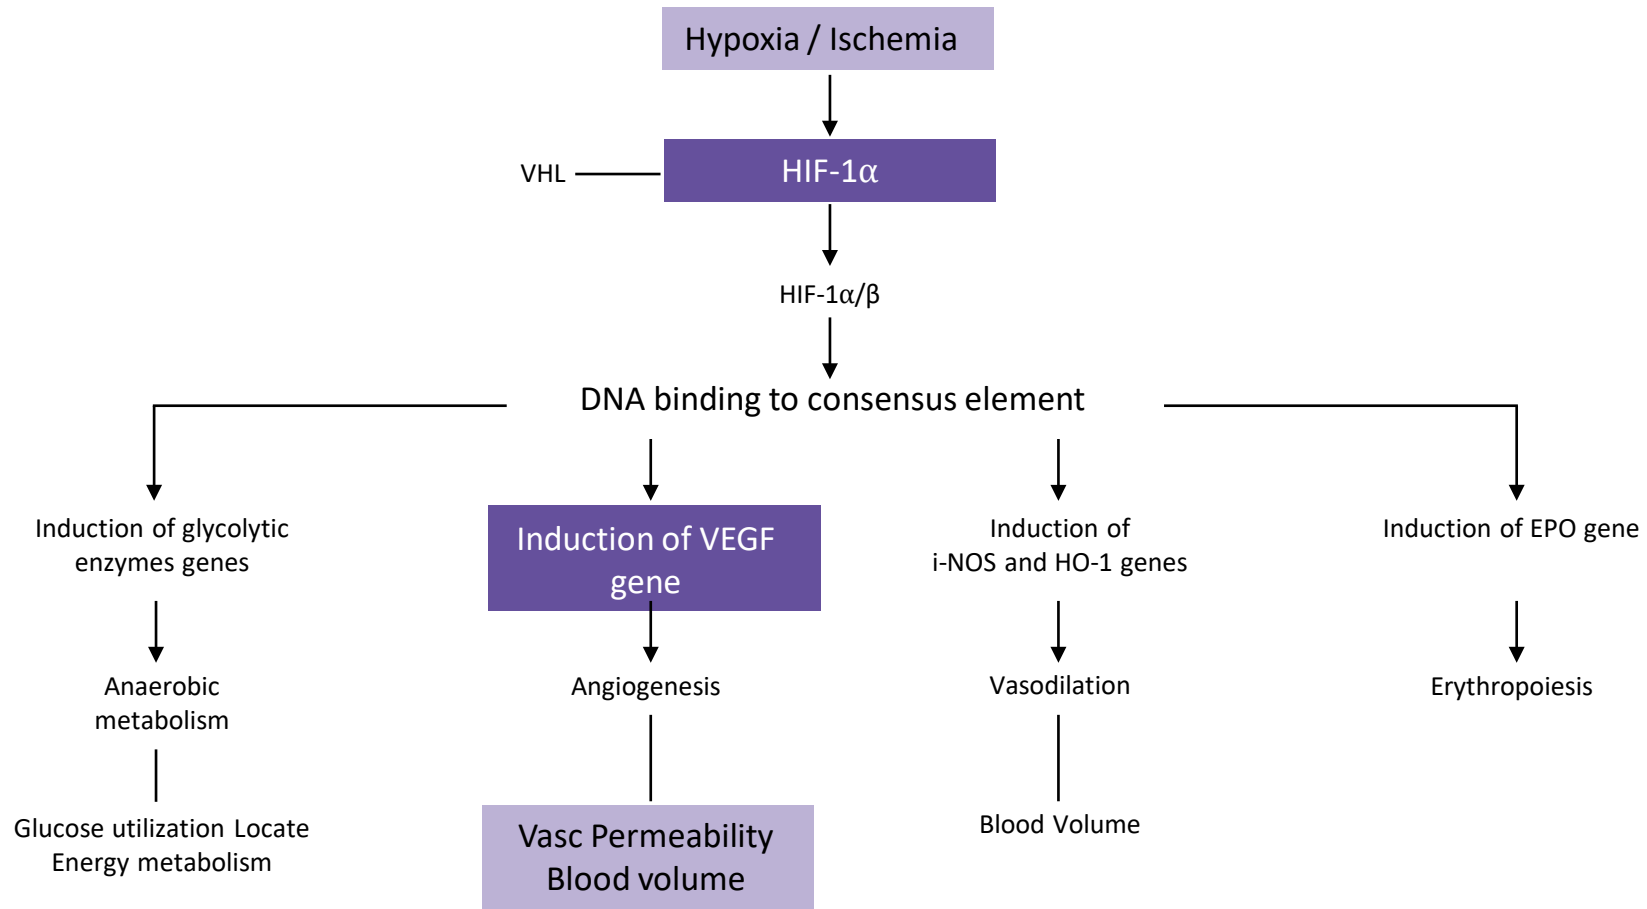 Hypoxia / Ischemia
VHL
HIF-1α
HIF-1α/β
DNA binding to consensus element
Induction of glycolytic
enzymes genes
Induction of VEGF
gene
Induction of
i-NOS and HO-1 genes
Induction of EPO gene
Anaerobic
metabolism
Angiogenesis
Vasodilation
Erythropoiesis
Glucose utilization Locate
Energy metabolism
Vasc Permeability
Blood volume
Blood Volume